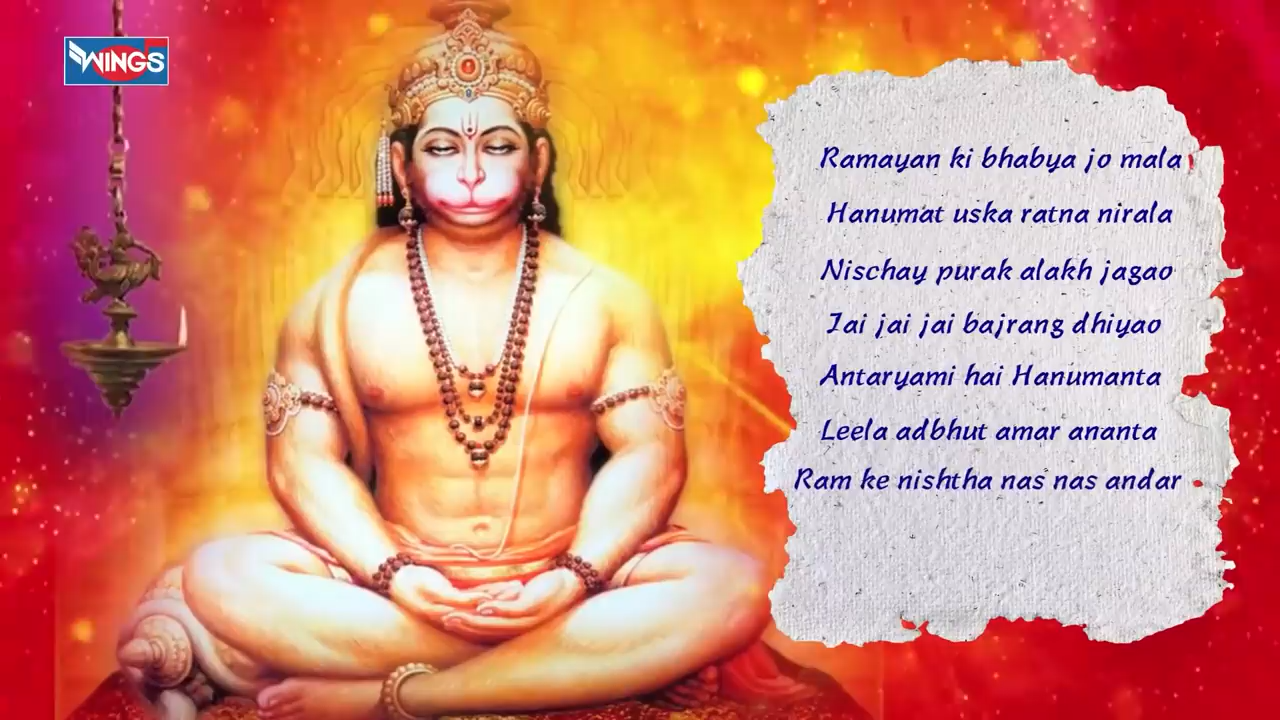 WINGS
Ramayan ki bhabya jo mala
Hanumat uska ratna nirala
Nischay purak alakh jagao
Jai jai jai bajrang dhiyao
Antaryami hai Hanumanta
Leela adbhut amar ananta
Ram ke nishtha nas nas andar